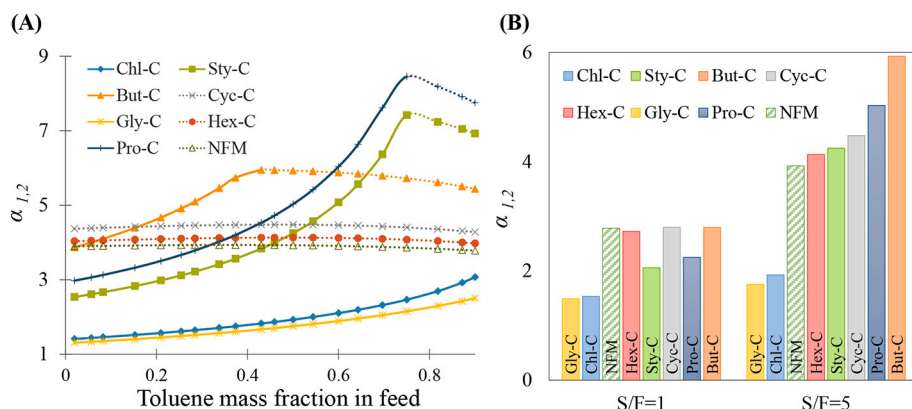 (A)
α 1,2
9
7
5
3
1
Chl-C
Sty-C
But-C
Cyc-C
Gly-C
Hex-C
Pro-C
NFM
0
0.2
0.4
0.6
0.8
Toluene mass fraction in feed
(B)
α 1,2
6
4
2
0
Chl-C
Sty-C
But-C
Cyc-C
Hex-C
Gly-C
Pro-C
NFM
Gly-C
Chl-C
NFM
Hex-C
Sty-C
Cyc-C
Pro-C
But-C
Gly-C
Chl-C
NFM
Hex-C
Sty-C
Cyc-C
Pro-C
But-C
S/F=1
S/F=5